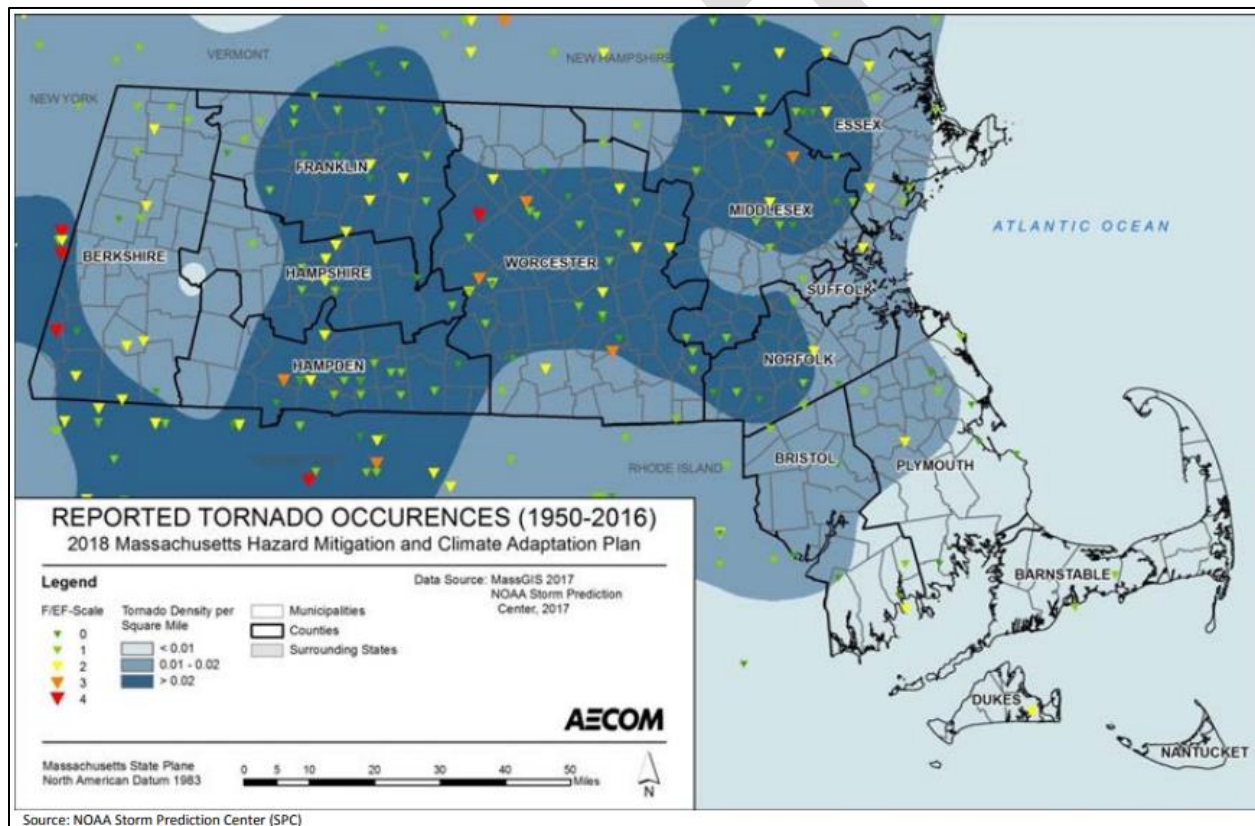 VERMONT
NEW HAMPSHIRE
NEW YORK
ESSEX
FRANKLIN
MIDDLESEX
ATLANTIC OCEAN
BERKSHIRE
HAMPSHIRE
WORCESTER
SUFFOLK
HAMPDEN
NORFOLK
BRISTOL
PLYMOUTH
RHODE ISLAND
BARNSTABLE
DUKES
NANTUCKET
REPORTED TORNADO OCCURENCES (1950-2016)
2018 Massachusetts Hazard Mitigation and Climate Adaptation Plan
Legend
Data Source: MassGIS 2017
NOAA Storm Prediction
Center, 2017
F/EF-Scale
0
1
2
3
4
Tornado Density per
Square Mile
< 0.01
0.01 - 0.02
> 0.02
Municipalities
Counties
Surrounding States
AECOM
Massachusetts State Plane
North American Datum 1983
0 5 10 20 30 40 50
Miles
N
Source: NOAA Storm Prediction Center (SPC)